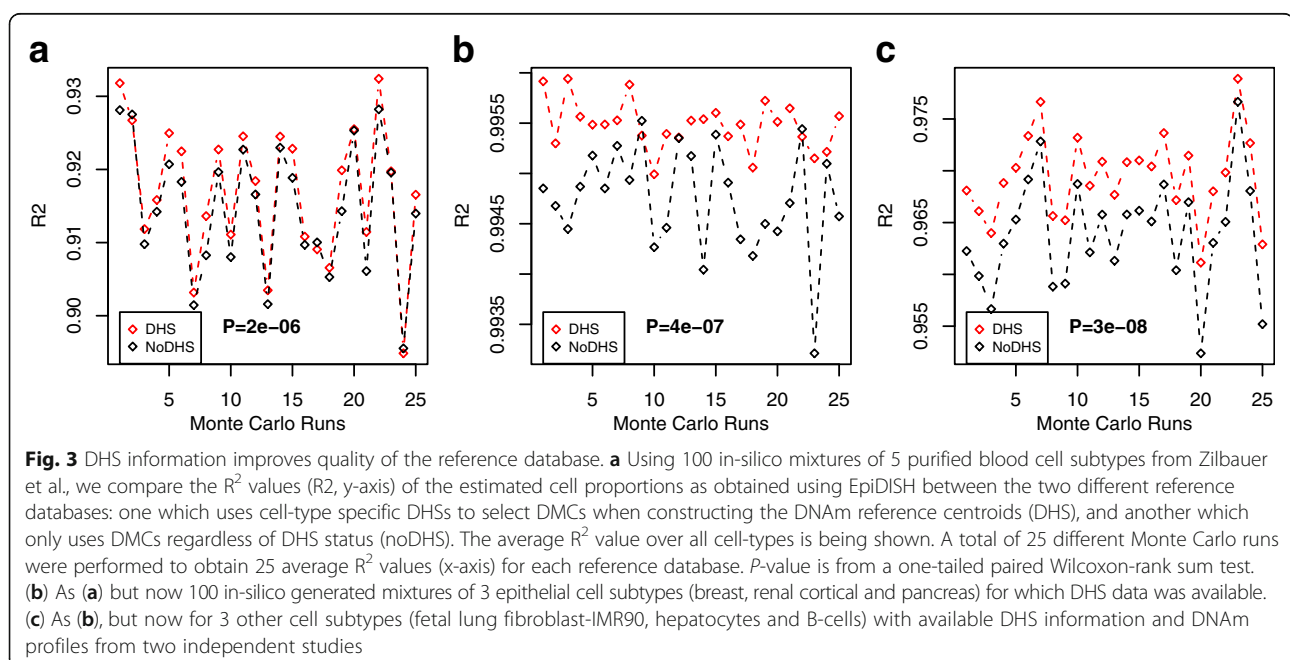 a
b
c
R2
0.90
0.91
0.92
0.93
DHS
NoDHS
P=2e-06
5
10
15
20
25
Monte Carlo Runs
R2
0.9935
0.9945
0.9955
DHS
NoDHS
P=4e-07
5
10
15
20
25
Monte Carlo Runs
R2
0.955
0.965
0.975
DHS
NoDHS
P=3e-08
5
10
15
20
25
Monte Carlo Runs
Fig. 3 DHS information improves quality of the reference database. a Using 100 in-silico mixtures of 5 purified blood cell subtypes from Zilbauer
et al., we compare the R² values (R2, y-axis) of the estimated cell proportions as obtained using EpiDISH between the two different reference
databases: one which uses cell-type specific DHSs to select DMCs when constructing the DNAm reference centroids (DHS), and another which
only uses DMCs regardless of DHS status (noDHS). The average R² value over all cell-types is being shown. A total of 25 different Monte Carlo runs
were performed to obtain 25 average R² values (x-axis) for each reference database. P-value is from a one-tailed paired Wilcoxon-rank sum test.
(b) As (a) but now 100 in-silico generated mixtures of 3 epithelial cell subtypes (breast, renal cortical and pancreas) for which DHS data was available.
(c) As (b), but now for 3 other cell subtypes (fetal lung fibroblast-IMR90, hepatocytes and B-cells) with available DHS information and DNAm
profiles from two independent studies